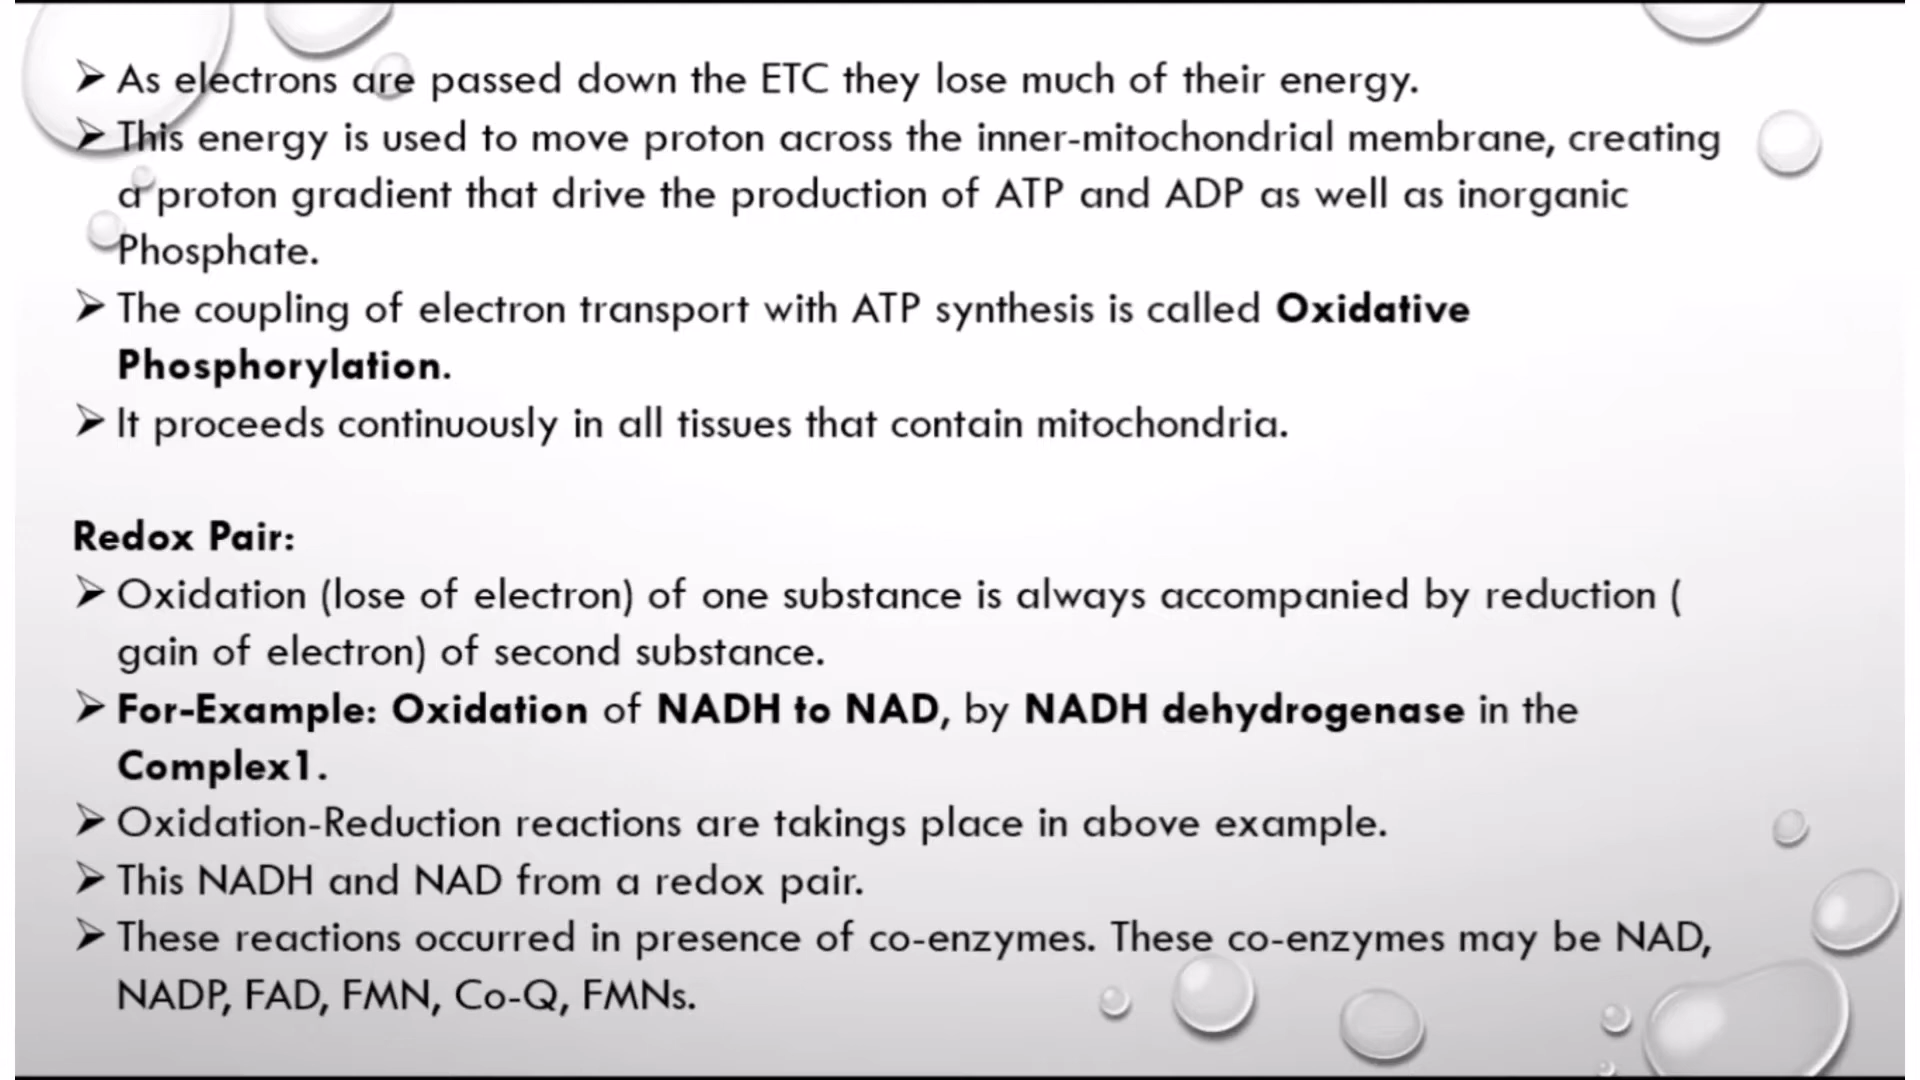 ➤ As electrons are passed down the ETC they lose much of their energy.
➤ This energy is used to move proton across the inner-mitochondrial membrane, creating
a proton gradient that drive the production of ATP and ADP as well as inorganic
Phosphate.
➤ The coupling of electron transport with ATP synthesis is called Oxidative
Phosphorylation.
➤ It proceeds continuously in all tissues that contain mitochondria.
Redox Pair:
➤ Oxidation (lose of electron) of one substance is always accompanied by reduction (
gain of electron) of second substance.
➤ For-Example: Oxidation of NADH to NAD, by NADH dehydrogenase in the
Complex1.
➤ Oxidation-Reduction reactions are takings place in above example.
➤ This NADH and NAD from a redox pair.
➤ These reactions occurred in presence of co-enzymes. These co-enzymes may be NAD,
NADP, FAD, FMN, Co-Q, FMNs.